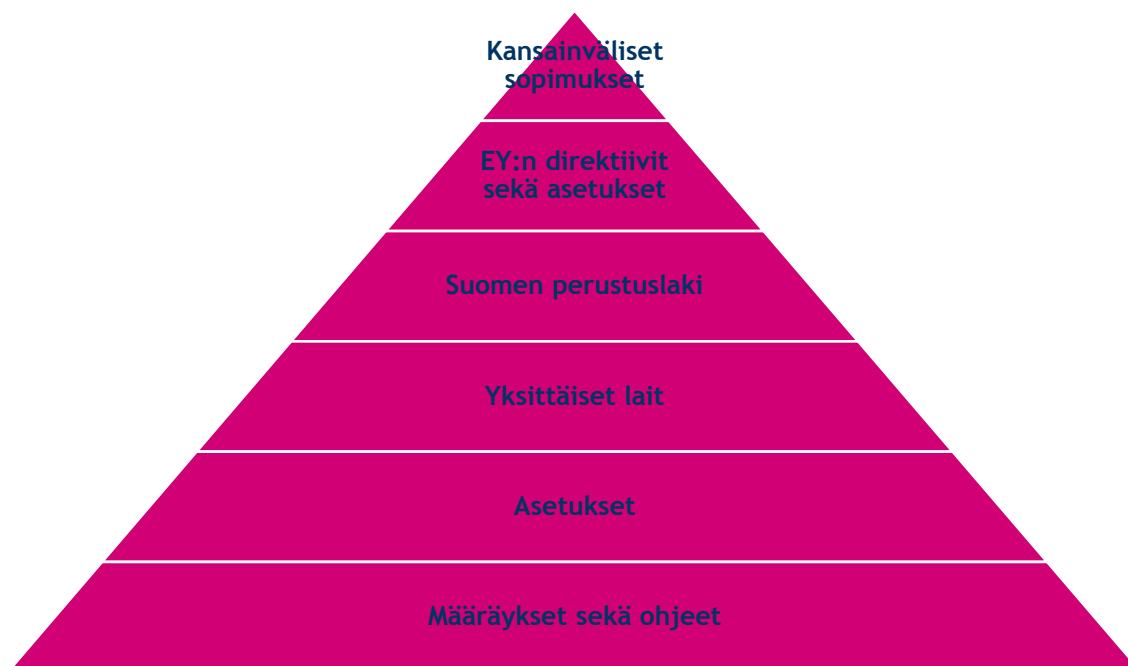 Kansainväliset
sopimukset
EY:n direktiivit
sekä asetukset
Suomen perustuslaki
Yksittäiset lait
Asetukset
Määräykset sekä ohjeet